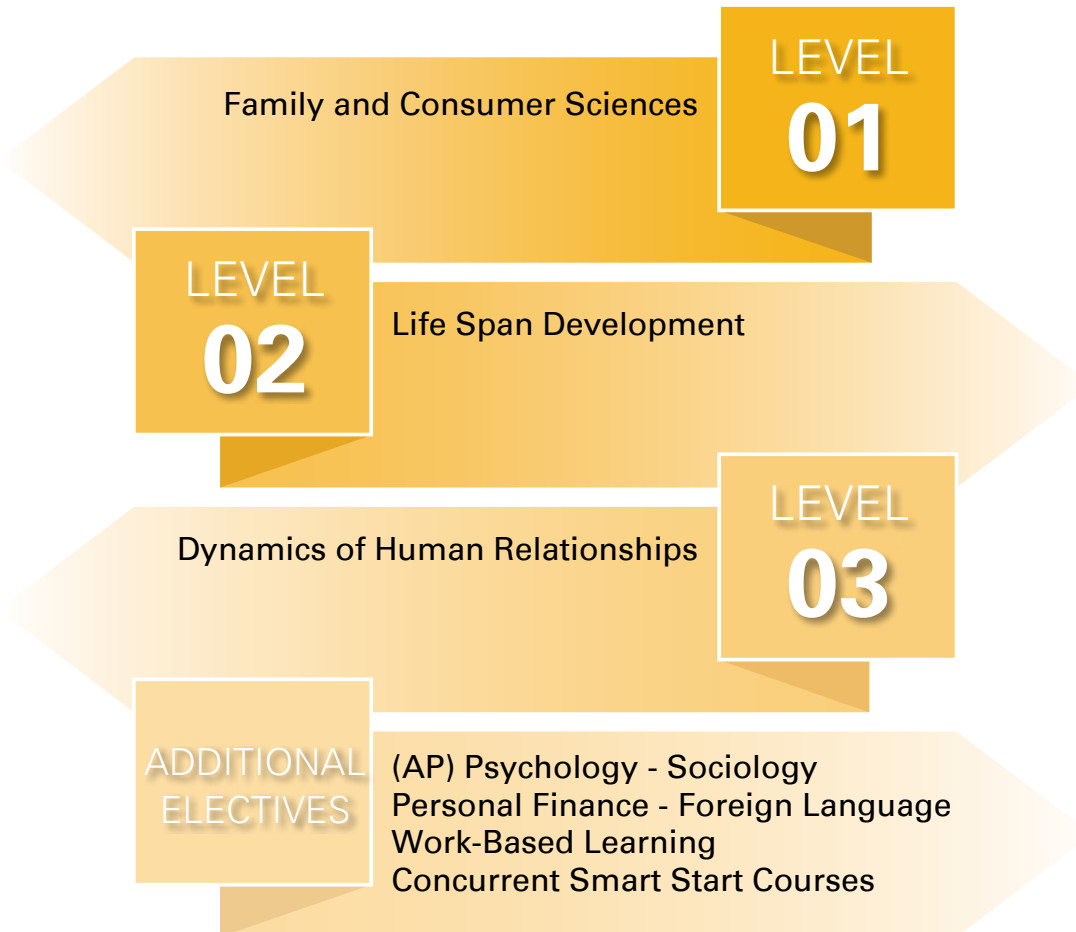 LEVEL
01
Family and Consumer Sciences
LEVEL
02
Life Span Development
LEVEL
03
Dynamics of Human Relationships
ADDITIONAL
ELECTIVES
(AP) Psychology - Sociology
Personal Finance - Foreign Language
Work-Based Learning
Concurrent Smart Start Courses